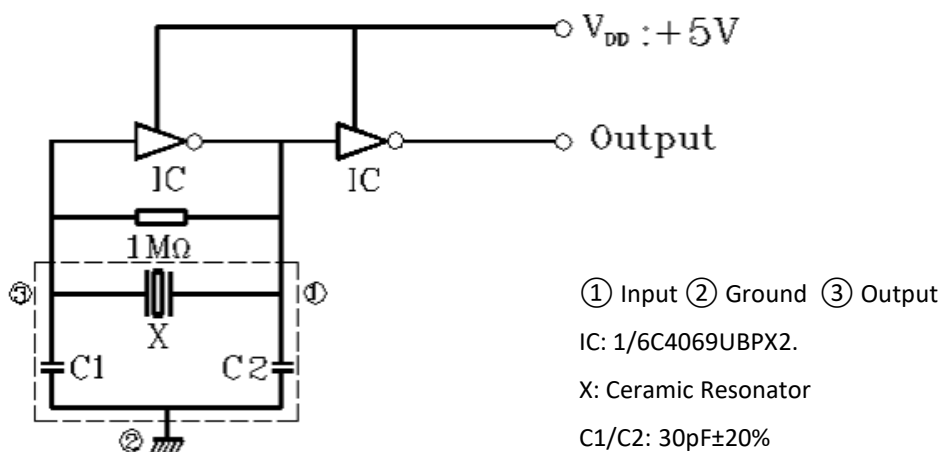 V_DD :+5V
Output
IC
IC
1MΩ
③
①
X
C1
C2
②
① Input ② Ground ③ Output
IC: 1/6C4069UBPX2.
X: Ceramic Resonator
C1/C2: 30pF±20%